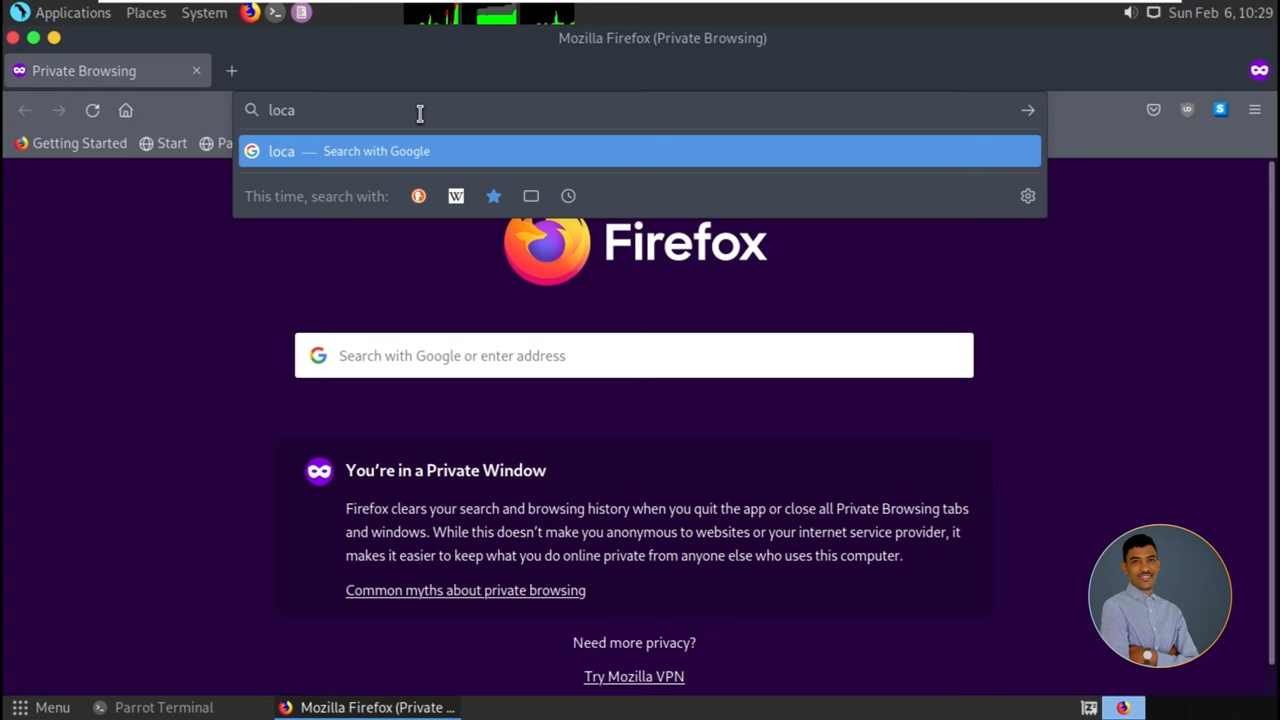 Applications Places System Sun Feb 6, 10:29
Mozilla Firefox (Private Browsing)
Private Browsing
loca
Getting Started Start Pa
loca — Search with Google
This time, search with:
Firefox
Search with Google or enter address
You're in a Private Window
Firefox clears your search and browsing history when you quit the app or close all Private Browsing tabs
and windows. While this doesn't make you anonymous to websites or your internet service provider, it
makes it easier to keep what you do online private from anyone else who uses this computer.
Common myths about private browsing
Need more privacy?
Try Mozilla VPN
Menu Parrot Terminal Mozilla Firefox (Private ...